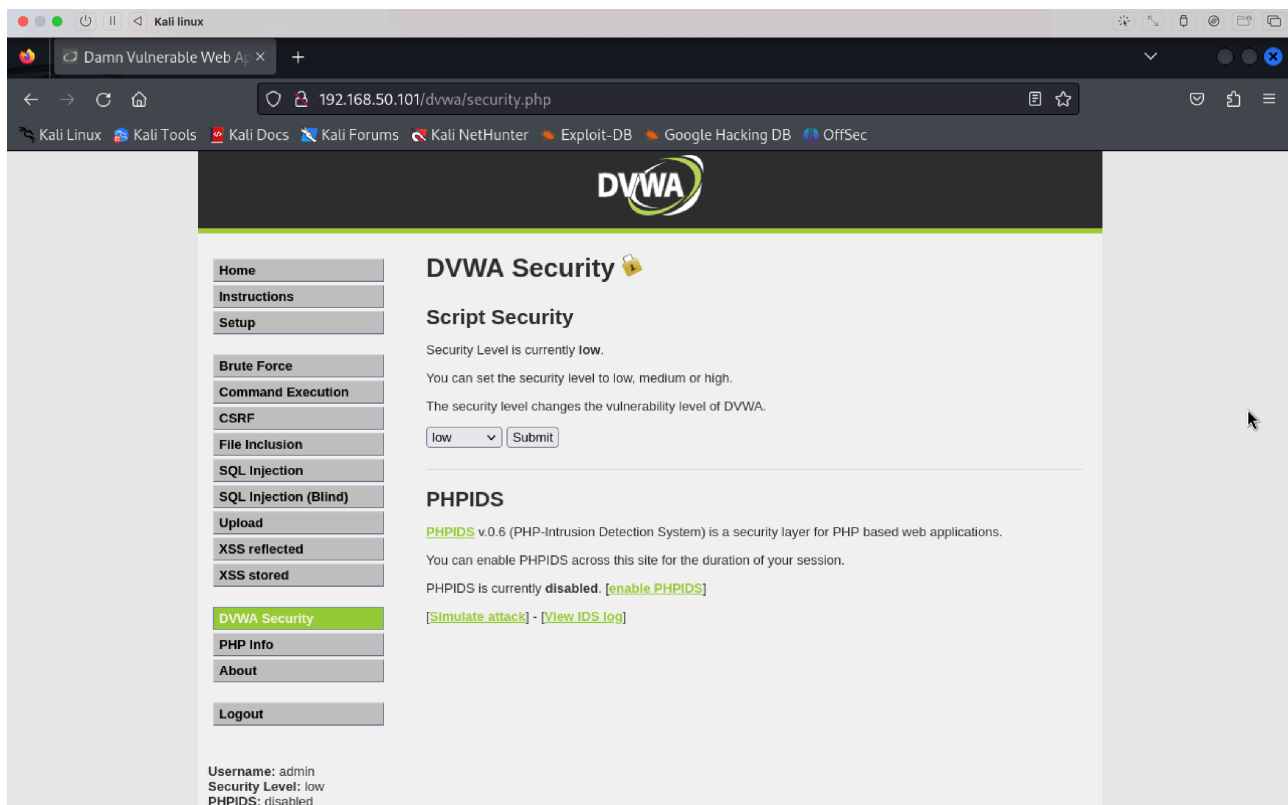 Kali linux
Damn Vulnerable Web Ap
192.168.50.101/dvwa/security.php
Kali Linux Kali Tools Kali Docs Kali Forums Kali NetHunter Exploit-DB Google Hacking DB OffSec
DVWA
Home
Instructions
Setup
Brute Force
Command Execution
CSRF
File Inclusion
SQL Injection
SQL Injection (Blind)
Upload
XSS reflected
XSS stored
DVWA Security
PHP Info
About
Logout
Username: admin
Security Level: low
PHPIDS: disabled
DVWA Security
Script Security
Security Level is currently low.
You can set the security level to low, medium or high.
The security level changes the vulnerability level of DVWA.
low Submit
PHPIDS
PHPIDS v.0.6 (PHP-Intrusion Detection System) is a security layer for PHP based web applications.
You can enable PHPIDS across this site for the duration of your session.
PHPIDS is currently disabled. [enable PHPIDS]
[Simulate attack] - [View IDS log]